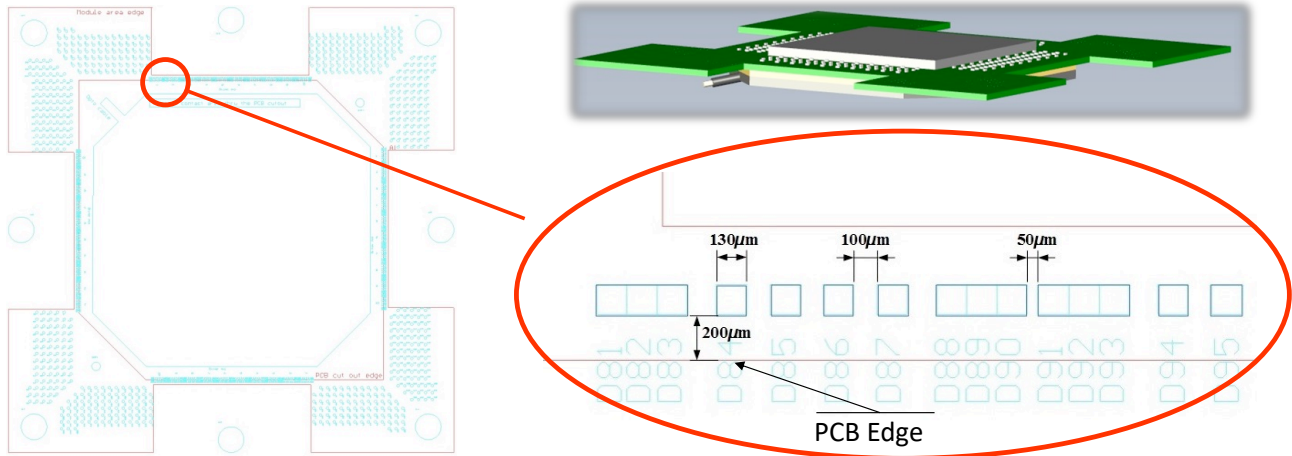 Module area edge
PCB cut out edge
130µm
100µm
50µm
200µm
D81
D82
D83
D84
D85
D86
D87
D88
D89
D90
D91
D92
D93
D94
D95
PCB Edge